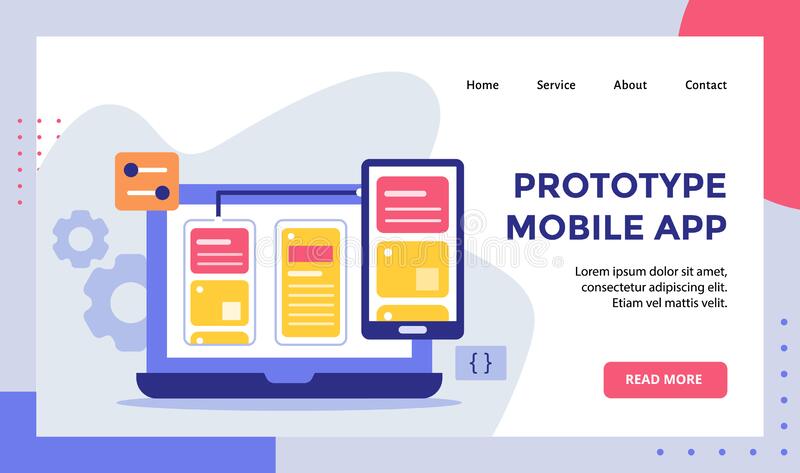 Home Service About Contact
PROTOTYPE
MOBILE APP
Lorem ipsum dolor sit amet,
consectetur adipiscing elit.
Etiam vel mattis velit.
{ }
READ MORE
dreamstime